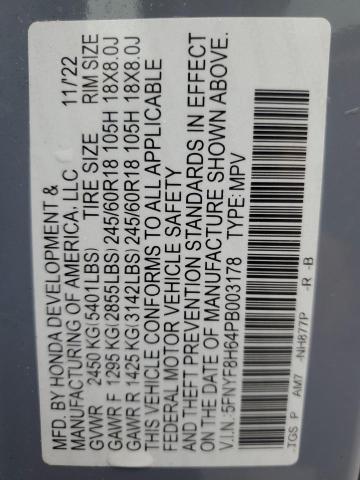 MFD. BY HONDA DEVELOPMENT &
MANUFACTURING OF AMERICA, LLC 11/22
GVWR 2450 KG(5401LBS) TIRE SIZE RIM SIZE
GAWR F 1295 KG(2855LBS) 245/60R18 105H 18X8.0J
GAWR R 1425 KG(3142LBS) 245/60R18 105H 18X8.0J
THIS VEHICLE CONFORMS TO ALL APPLICABLE
FEDERAL MOTOR VEHICLE SAFETY
AND THEFT PREVENTION STANDARDS IN EFFECT
ON THE DATE OF MANUFACTURE SHOWN ABOVE.
V.I.N.:5FNYF8H64PB003178 TYPE: MPV
TGS P AM7 -NH877P -R -B